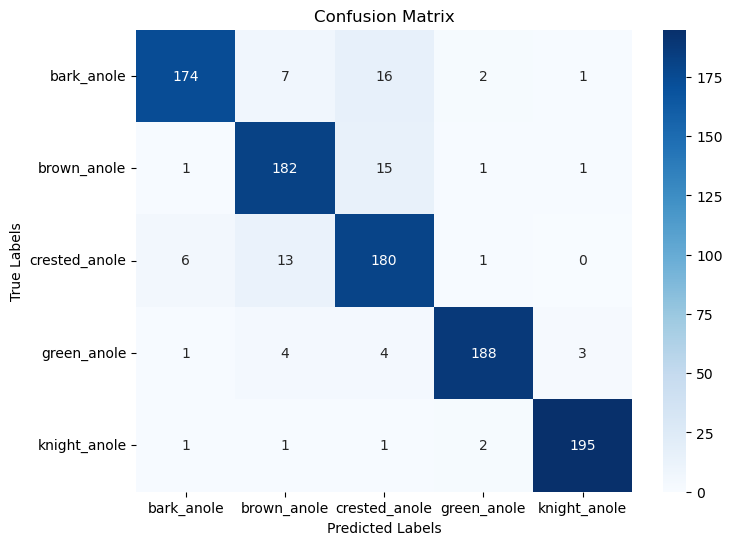 Confusion Matrix
True Labels
bark_anole 174 7 16 2 1
brown_anole 1 182 15 1 1
crested_anole 6 13 180 1 0
green_anole 1 4 4 188 3
knight_anole 1 1 1 2 195
bark_anole brown_anole crested_anole green_anole knight_anole
Predicted Labels
175
150
125
100
75
50
25
0